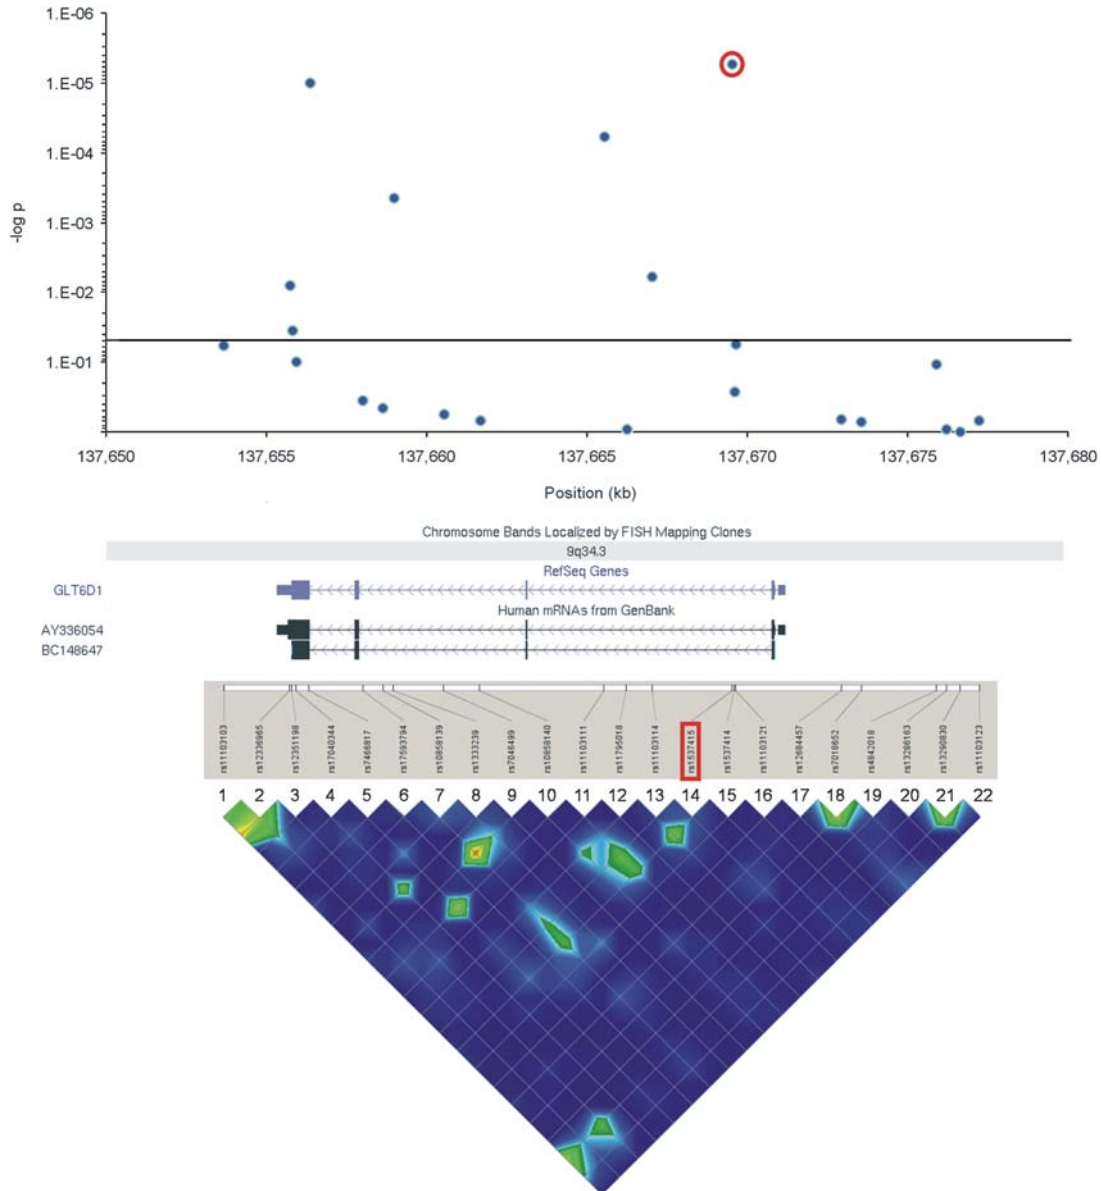 1.E-06
1.E-05
1.E-04
1.E-03
1.E-02
1.E-01
-log p
137,650 137,655 137,660 137,665 137,670 137,675 137,680
Position (kb)
Chromosome Bands Localized by FISH Mapping Clones
9q34.3
RefSeq Genes
GLT6D1
Human mRNAs from GenBank
AY336054
BC148647
rs11103103 rs12336965 rs12351198 rs17040344 rs7466817 rs17593794 rs10858139 rs13333239 rs7046499 rs10858140 rs11103111 rs11795018 rs11103114 rs1537415 rs1537414 rs11103121 rs12684457 rs7018652 rs4842018 rs13286163 rs13290830 rs11103123
1 2 3 4 5 6 7 8 9 10 11 12 13 14 15 16 17 18 19 20 21 22